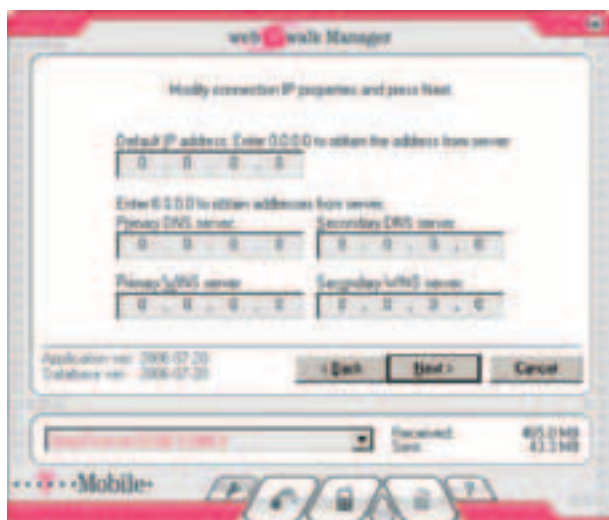 web walk Manager
Modify connection IP properties and press Next.
Default IP address. Enter 0.0.0.0 to obtain the address from server
0 . 0 . 0 . 0
Enter 0.0.0.0 to obtain addresses from server.
Primary DNS server. Secondary DNS server.
0 . 0 . 0 . 0 0 . 0 . 0 . 0
Primary WINS server Secondary WINS server
0 . 0 . 0 . 0 0 . 0 . 0 . 0
Application ver: 2006-07-20
Database ver: 2006-07-20
< Back Next > Cancel
Received: MB
Sent: 43.3 MB
Mobile
?